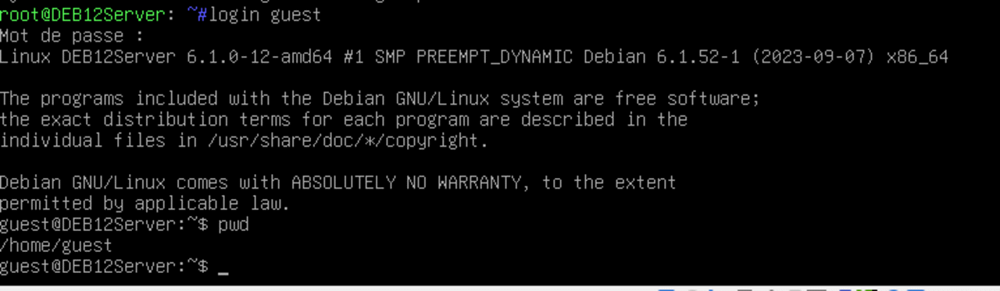 root@DEB12Server: ~#login guest
Mot de passe :
Linux DEB12Server 6.1.0-12-amd64 #1 SMP PREEMPT_DYNAMIC Debian 6.1.52-1 (2023-09-07) x86_64
The programs included with the Debian GNU/Linux system are free software;
the exact distribution terms for each program are described in the
individual files in /usr/share/doc/*/copyright.
Debian GNU/Linux comes with ABSOLUTELY NO WARRANTY, to the extent
permitted by applicable law.
guest@DEB12Server:~$ pwd
/home/guest
guest@DEB12Server:~$ _